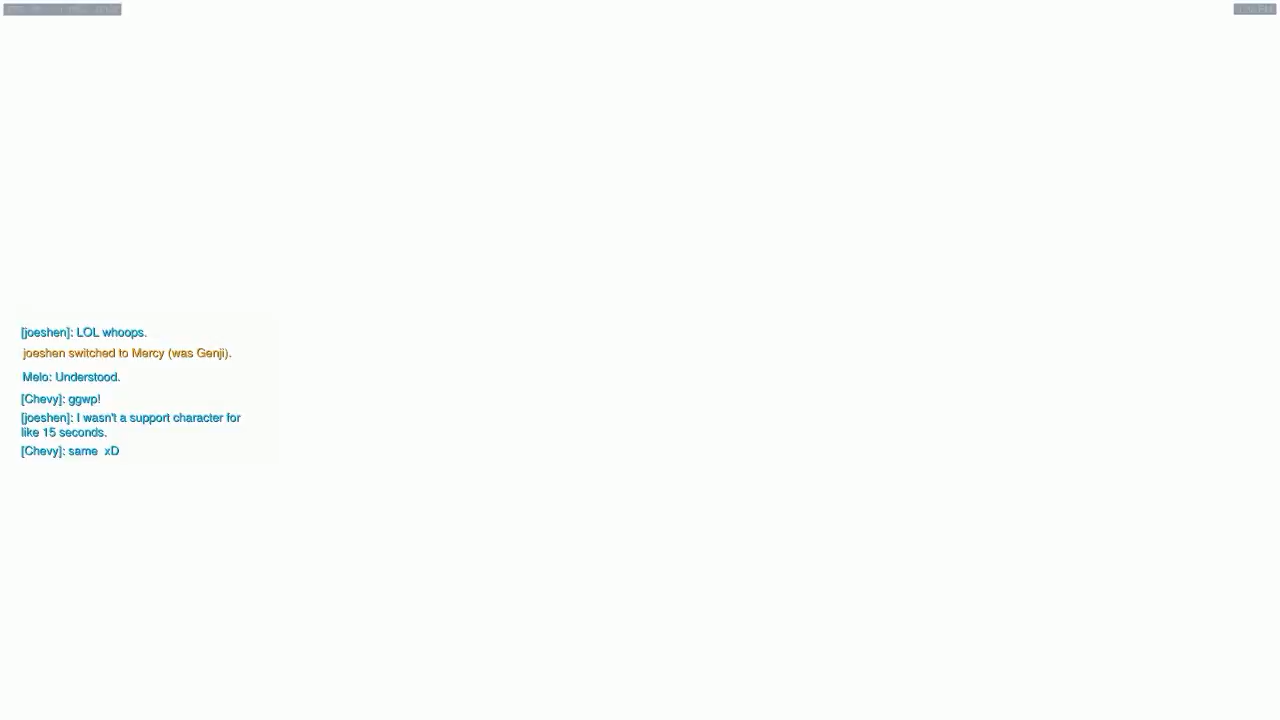 [joeshen]: LOL whoops.
joeshen switched to Mercy (was Genji).
Melo: Understood.
[Chevy]: ggwp!
[joeshen]: I wasn't a support character for
like 15 seconds.
[Chevy]: same  xD